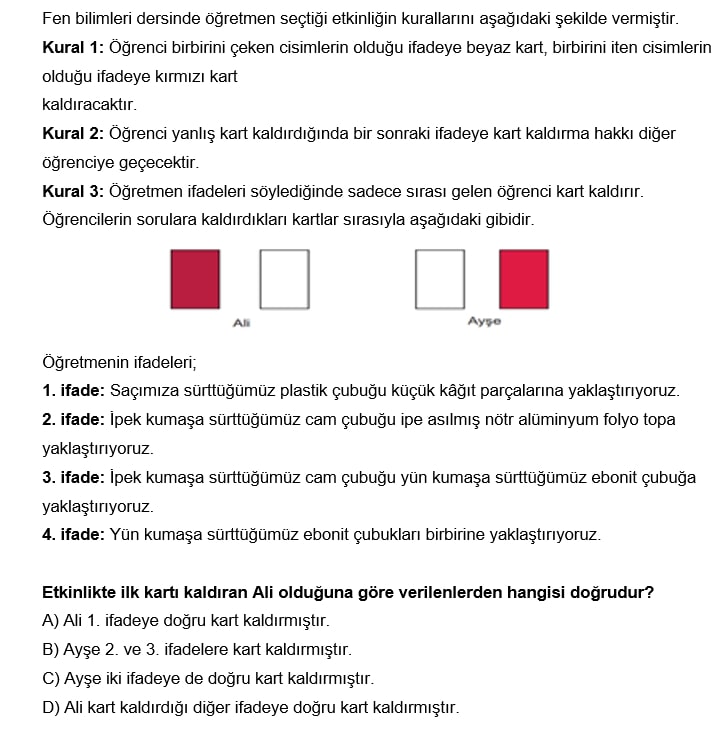 Fen bilimleri dersinde öğretmen seçtiği etkinliğin kurallarını aşağıdaki şekilde vermiştir.
Kural 1: Öğrenci birbirini çeken cisimlerin olduğu ifadeye beyaz kart, birbirini iten cisimlerin
olduğu ifadeye kırmızı kart
kaldıracaktır.
Kural 2: Öğrenci yanlış kart kaldırdığında bir sonraki ifadeye kart kaldırma hakkı diğer
öğrenciye geçecektir.
Kural 3: Öğretmen ifadeleri söylediğinde sadece sırası gelen öğrenci kart kaldırır.
Öğrencilerin sorulara kaldırdıkları kartlar sırasıyla aşağıdaki gibidir.
Ali Ayşe
Öğretmenin ifadeleri;
1. ifade: Saçımıza sürttüğümüz plastik çubuğu küçük kâğıt parçalarına yaklaştırıyoruz.
2. ifade: İpek kumaşa sürttüğümüz cam çubuğu ipe asılmış nötr alüminyum folyo topa
yaklaştırıyoruz.
3. ifade: İpek kumaşa sürttüğümüz cam çubuğu yün kumaşa sürttüğümüz ebonit çubuğa
yaklaştırıyoruz.
4. ifade: Yün kumaşa sürttüğümüz ebonit çubukları birbirine yaklaştırıyoruz.
Etkinlikte ilk kartı kaldıran Ali olduğuna göre verilenlerden hangisi doğrudur?
A) Ali 1. ifadeye doğru kart kaldırmıştır.
B) Ayşe 2. ve 3. ifadelere kart kaldırmıştır.
C) Ayşe iki ifadeye de doğru kart kaldırmıştır.
D) Ali kart kaldırdığı diğer ifadeye doğru kart kaldırmıştır.